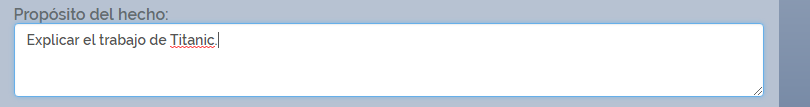 Propósito del hecho:
Explicar el trabajo de Titanic.